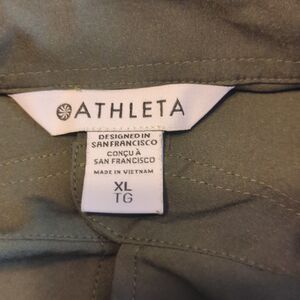 ATHLETA
DESIGNED IN
SAN FRANCISCO
CONÇU À
SAN FRANCISCO
MADE IN VIETNAM
XL
TG